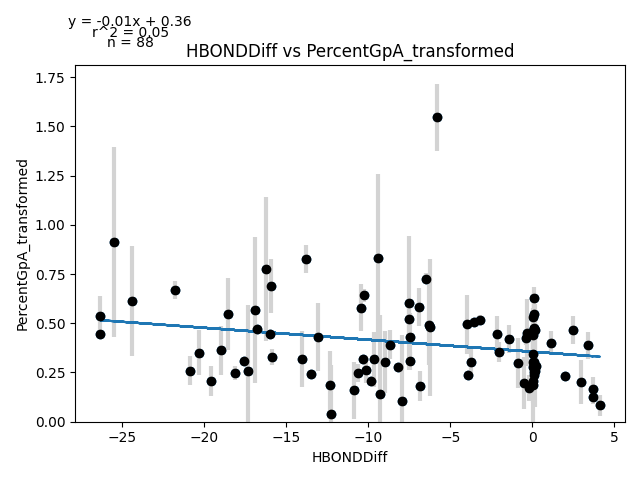 y = -0.01x + 0.36
r^2 = 0.05
n = 88
HBONDDiff vs PercentGpA_transformed
1.75
1.50
1.25
1.00
0.75
0.50
0.25
0.00
PercentGpA_transformed
−25
−20
−15
−10
−5
0
5
HBONDDiff